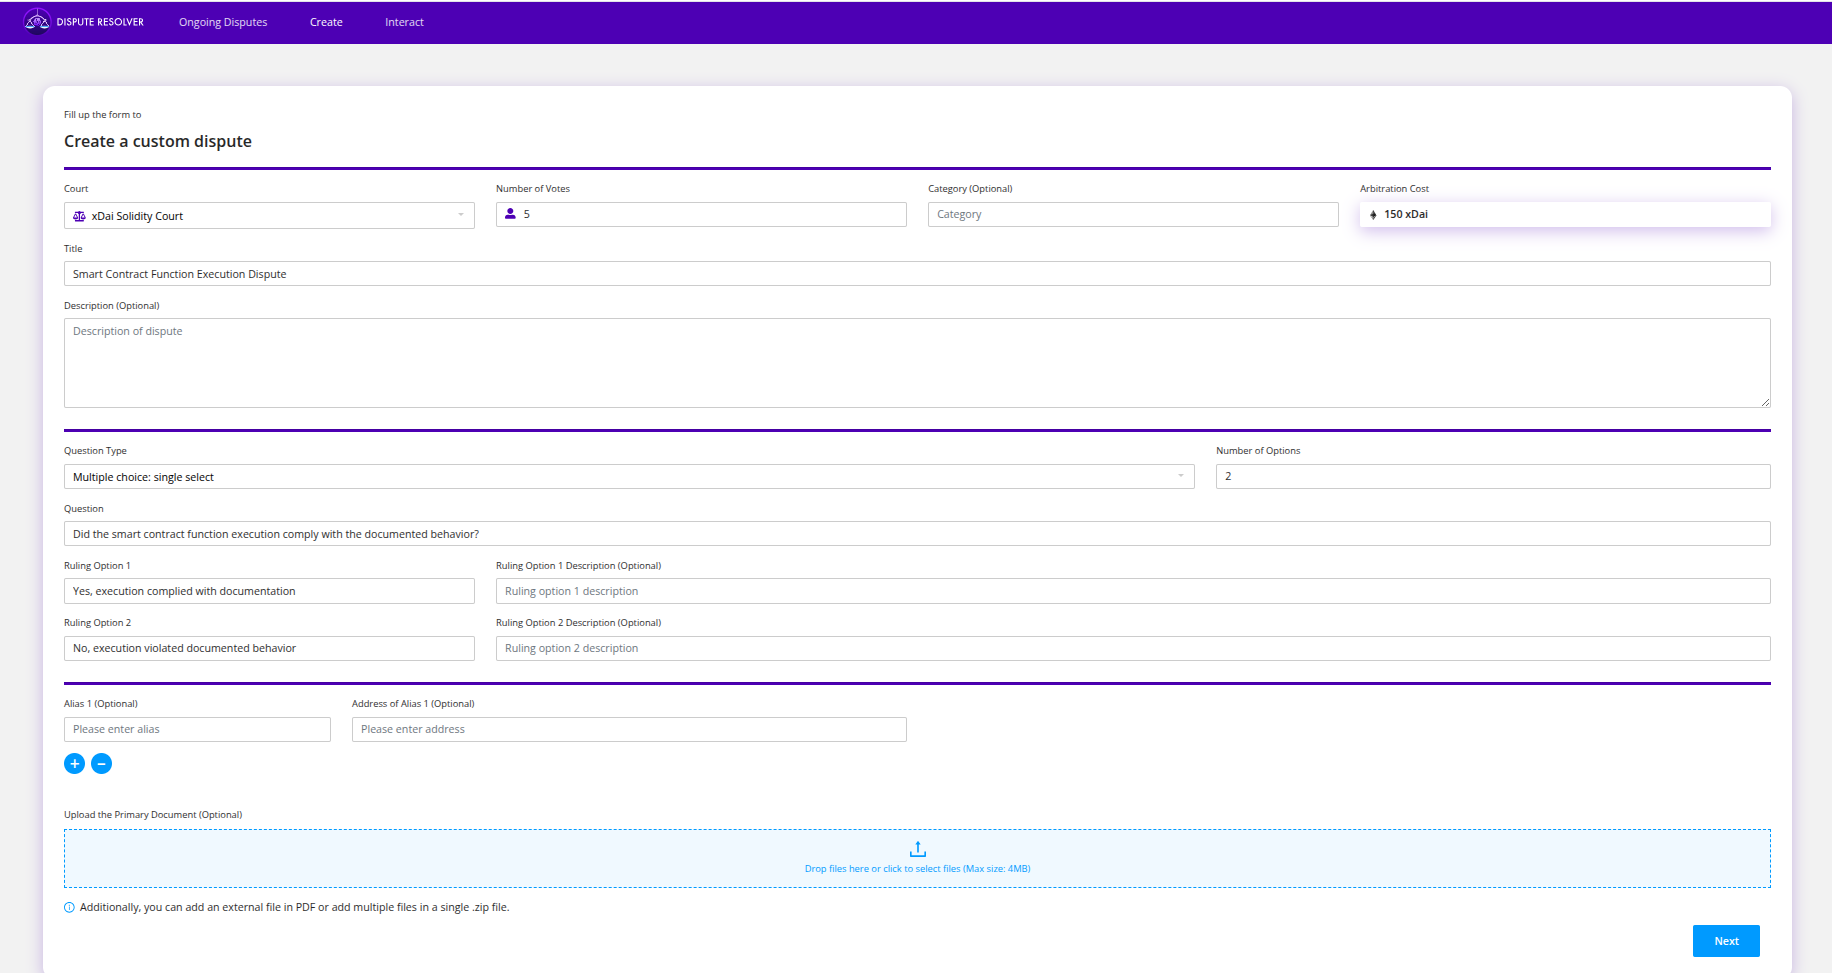 DISPUTE RESOLVER Ongoing Disputes Create Interact
Fill up the form to
Create a custom dispute
Court Number of Votes Category (Optional) Arbitration Cost
xDai Solidity Court 5 Category 150 xDai
Title
Smart Contract Function Execution Dispute
Description (Optional)
Description of dispute
Question Type Number of Options
Multiple choice: single select 2
Question
Did the smart contract function execution comply with the documented behavior?
Ruling Option 1 Ruling Option 1 Description (Optional)
Yes, execution complied with documentation Ruling option 1 description
Ruling Option 2 Ruling Option 2 Description (Optional)
No, execution violated documented behavior Ruling option 2 description
Alias 1 (Optional) Address of Alias 1 (Optional)
Please enter alias Please enter address
Upload the Primary Document (Optional)
Drop files here or click to select files (Max size: 4MB)
Additionally, you can add an external file in PDF or add multiple files in a single .zip file.
Next